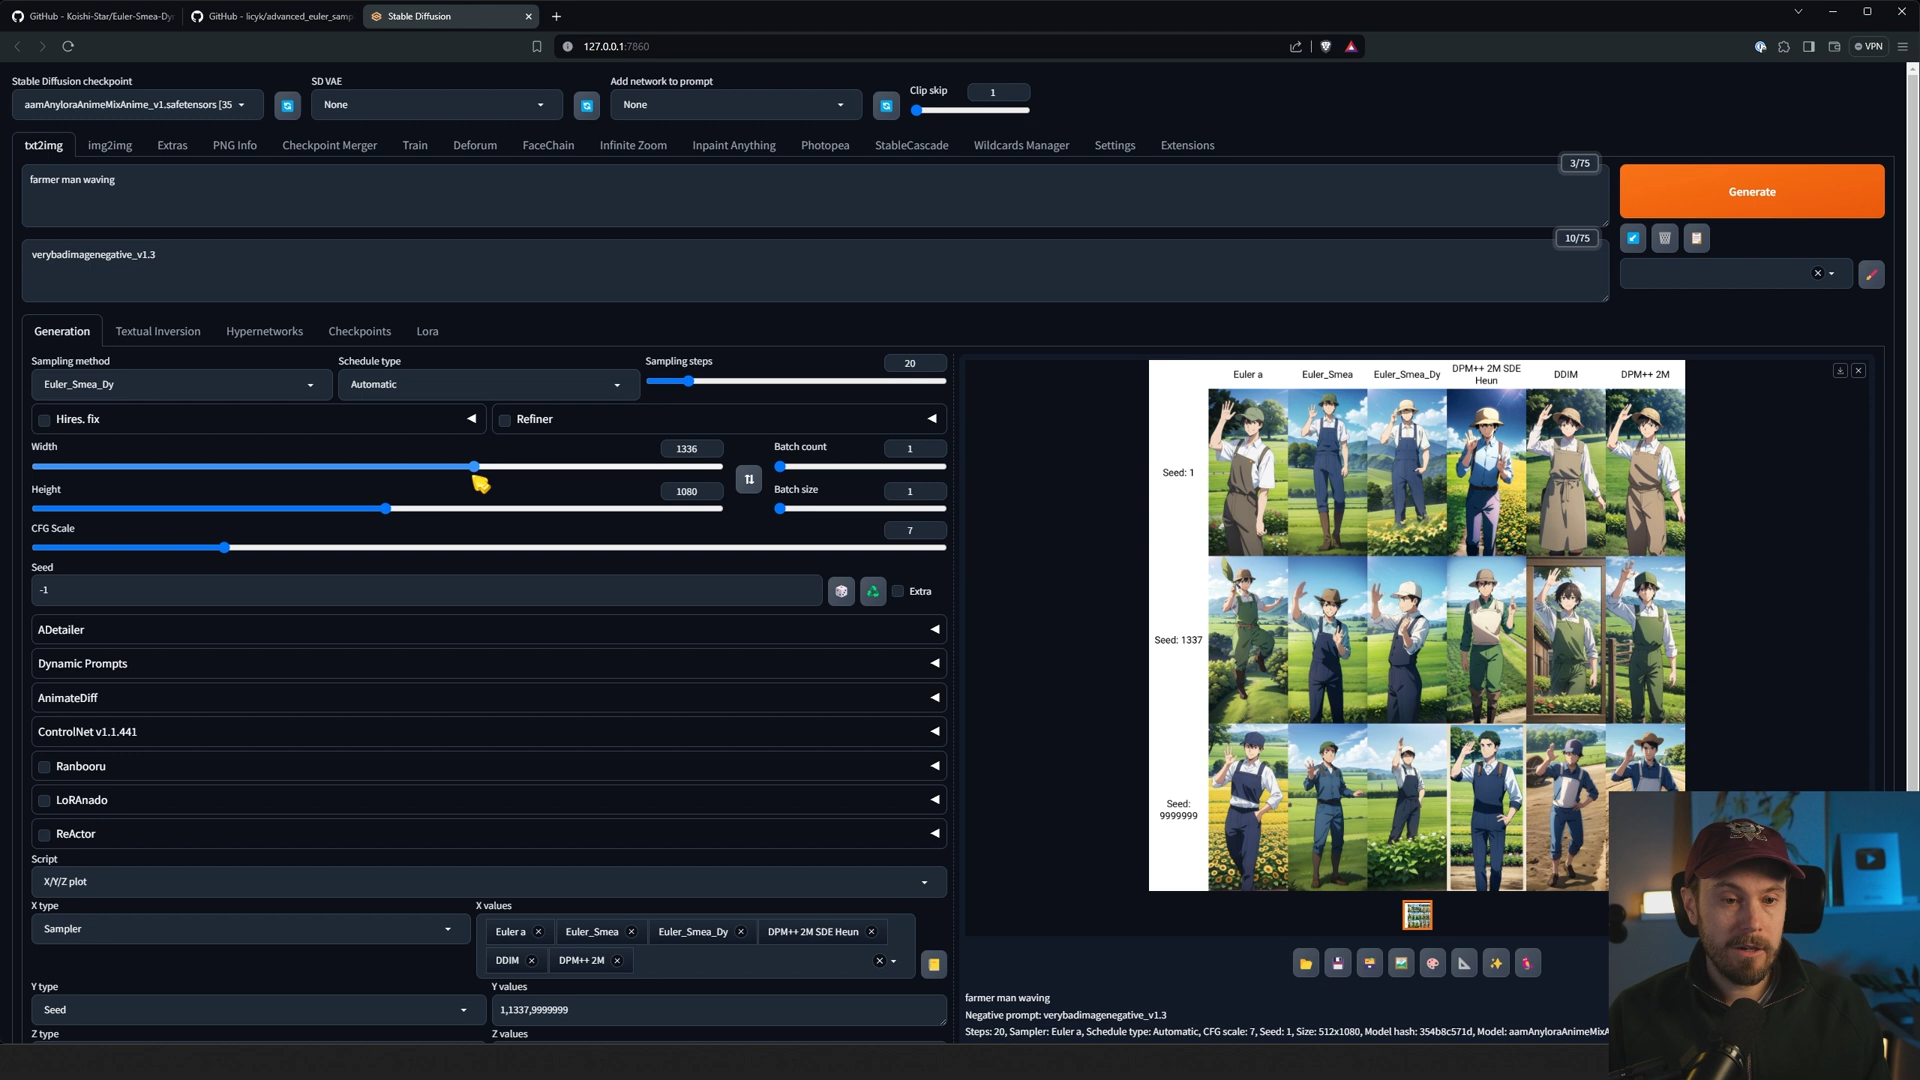 GitHub - Koishi-Star/Euler-Smea-Dy
GitHub - licyk/advanced_euler_samp
Stable Diffusion
127.0.0.1:7860
VPN
Stable Diffusion checkpoint
SD VAE
Add network to prompt
Clip skip
1
aamAnyloraAnimeMixAnime_v1.safetensors [35
None
None
txt2img
img2img
Extras
PNG Info
Checkpoint Merger
Train
Deforum
FaceChain
Infinite Zoom
Inpaint Anything
Photopea
StableCascade
Wildcards Manager
Settings
Extensions
3/75
farmer man waving
Generate
10/75
verybadimagenegative_v1.3
Generation
Textual Inversion
Hypernetworks
Checkpoints
Lora
Sampling method
Schedule type
Sampling steps
20
Euler_Smea_Dy
Automatic
Hires. fix
Refiner
Width
1336
Batch count
1
Height
1080
Batch size
1
CFG Scale
7
Seed
-1
Extra
ADetailer
Dynamic Prompts
AnimateDiff
ControlNet v1.1.441
Ranbooru
LoRAnado
ReActor
Script
X/Y/Z plot
X type
X values
Sampler
Euler a
Euler_Smea
Euler_Smea_Dy
DPM++ 2M SDE Heun
DDIM
DPM++ 2M
Y type
Y values
Seed
1,1337,9999999
Z type
Z values
Euler a
Euler_Smea
Euler_Smea_Dy
DPM++ 2M SDE
Heun
DDIM
DPM++ 2M
Seed: 1
Seed: 1337
Seed:
9999999
farmer man waving
Negative prompt: verybadimagenegative_v1.3
Steps: 20, Sampler: Euler a, Schedule type: Automatic, CFG scale: 7, Seed: 1, Size: 512x1080, Model hash: 354b8c571d, Model: aamAnyloraAnimeMixA